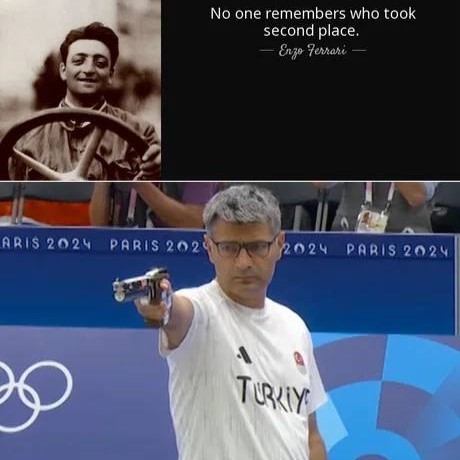 No one remembers who took
second place.
— Enzo Ferrari —
ARIS 2024 PARIS 202 2024 PARIS 2024
TÜRKİY